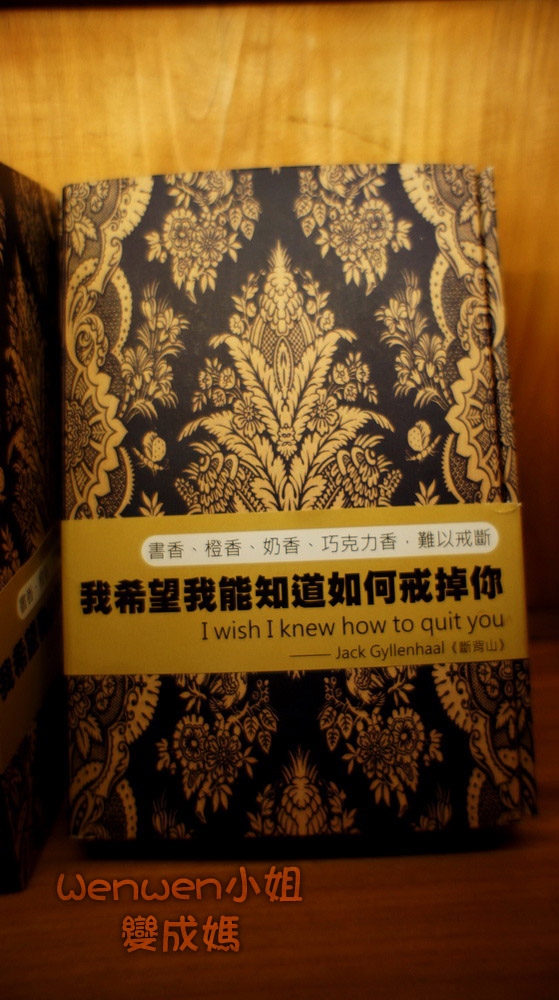 書香、橙香、奶香、巧克力香，難以戒斷
我希望我能知道如何戒掉你
I wish I knew how to quit you
—— Jack Gyllenhaal《斷背山》
wenwen小姐
變成媽